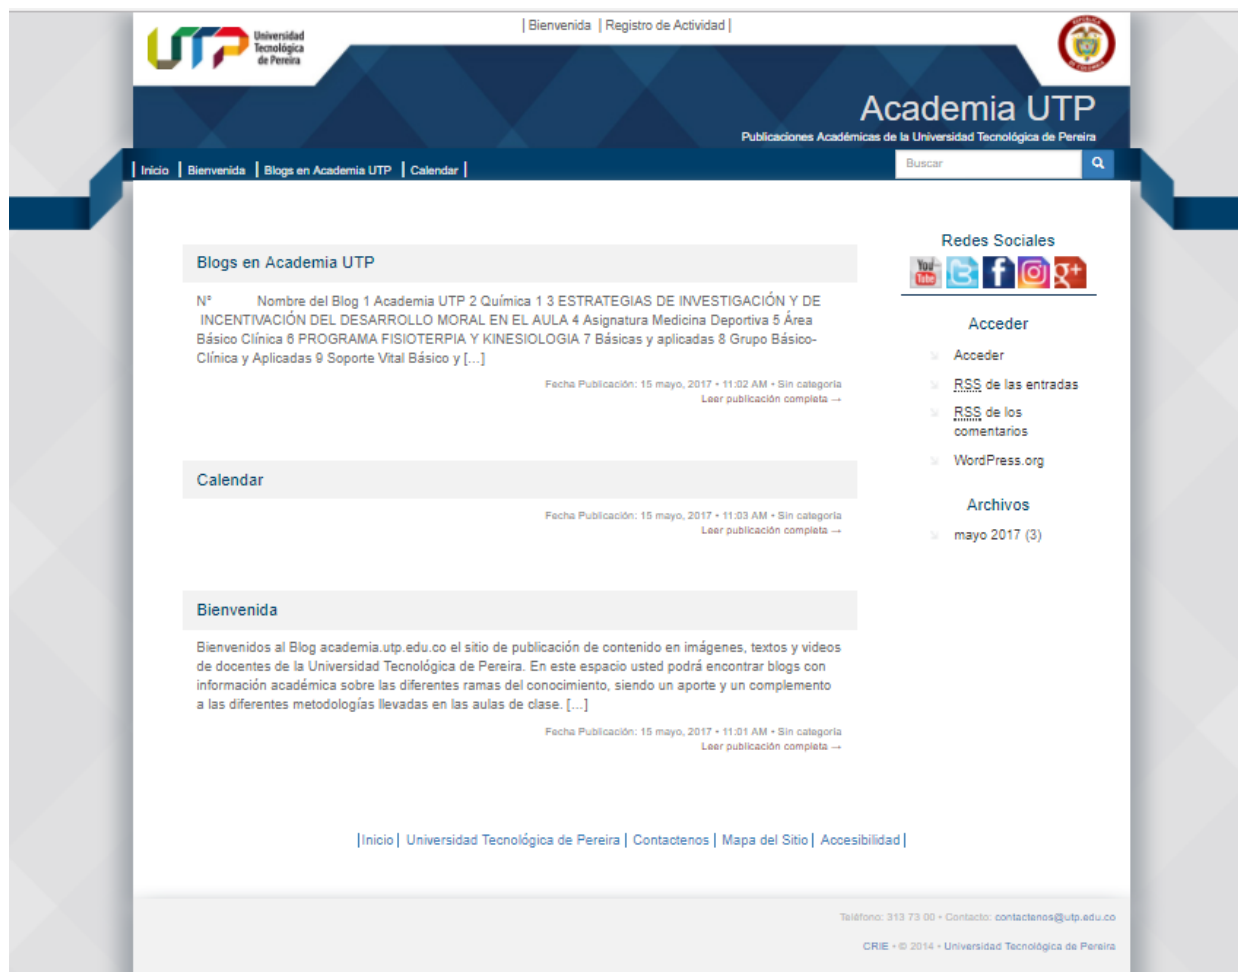 | Bienvenida | Registro de Actividad |
UTP
Universidad
Tecnológica
de Pereira
Academia UTP
Publicaciones Académicas de la Universidad Tecnológica de Pereira
| Inicio | Bienvenida | Blogs en Academia UTP | Calendar |
Buscar
Blogs en Academia UTP
N° Nombre del Blog 1 Academia UTP 2 Química 1 3 ESTRATEGIAS DE INVESTIGACIÓN Y DE
INCENTIVACIÓN DEL DESARROLLO MORAL EN EL AULA 4 Asignatura Medicina Deportiva 5 Área
Básico Clínica 6 PROGRAMA FISIOTERPIA Y KINESIOLOGIA 7 Básicas y aplicadas 8 Grupo Básico-
Clínica y Aplicadas 9 Soporte Vital Básico y […]
Fecha Publicación: 15 mayo, 2017 • 11:02 AM • Sin categoría
Leer publicación completa →
Calendar
Fecha Publicación: 15 mayo, 2017 • 11:03 AM • Sin categoría
Leer publicación completa →
Bienvenida
Bienvenidos al Blog academia.utp.edu.co el sitio de publicación de contenido en imágenes, textos y videos
de docentes de la Universidad Tecnológica de Pereira. En este espacio usted podrá encontrar blogs con
información académica sobre las diferentes ramas del conocimiento, siendo un aporte y un complemento
a las diferentes metodologías llevadas en las aulas de clase. […]
Fecha Publicación: 15 mayo, 2017 • 11:01 AM • Sin categoría
Leer publicación completa →
Redes Sociales
You
Tube
Acceder
Acceder
RSS de las entradas
RSS de los
comentarios
WordPress.org
Archivos
mayo 2017 (3)
|Inicio| Universidad Tecnológica de Pereira | Contactenos | Mapa del Sitio | Accesibilidad |
Teléfono: 313 73 00 • Contacto: contactenos@utp.edu.co
CRIE • © 2014 • Universidad Tecnológica de Pereira